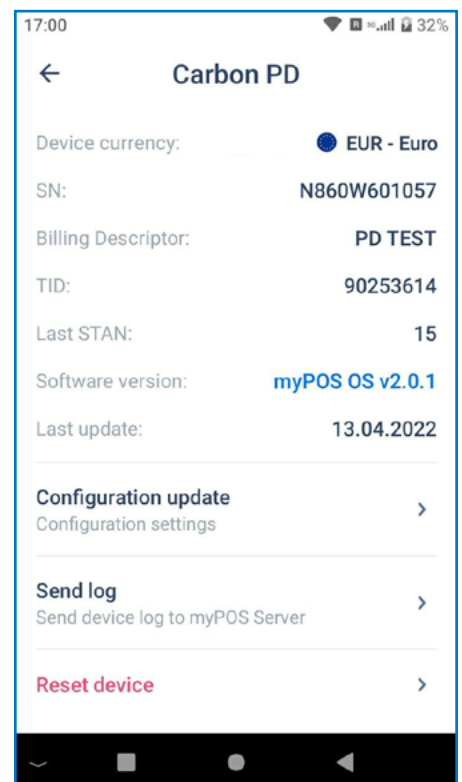 17:00 32%
Carbon PD
Device currency: EUR - Euro
SN: N860W601057
Billing Descriptor: PD TEST
TID: 90253614
Last STAN: 15
Software version: myPOS OS v2.0.1
Last update: 13.04.2022
Configuration update
Configuration settings
Send log
Send device log to myPOS Server
Reset device